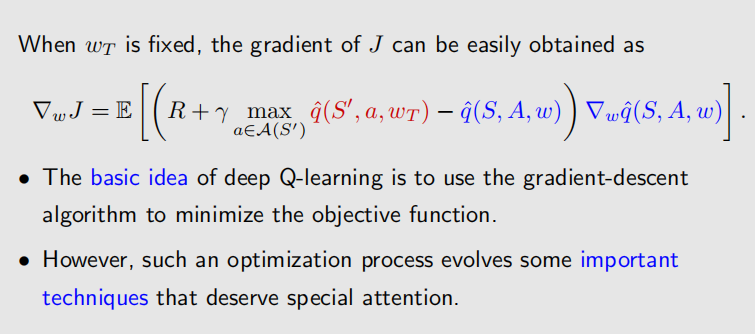 When w_T is fixed, the gradient of J can be easily obtained as
∇_w J = 𝔼 [ ( R + γ max_{a∈𝒜(S′)} q̂(S′, a, w_T) − q̂(S, A, w) ) ∇_w q̂(S, A, w) ] .
• The basic idea of deep Q-learning is to use the gradient-descent
algorithm to minimize the objective function.
• However, such an optimization process evolves some important
techniques that deserve special attention.